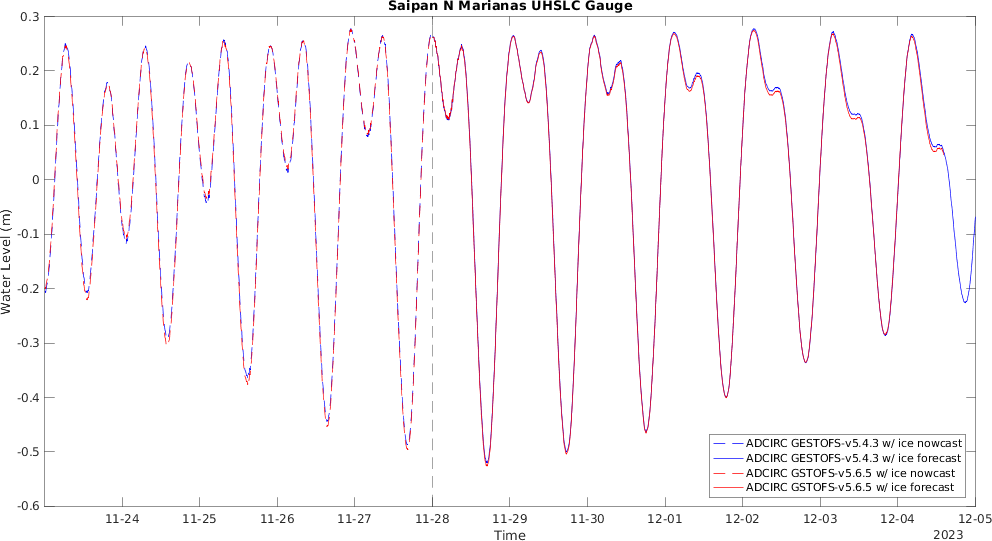 Saipan N Marianas UHSLC Gauge
0.3
0.2
0.1
0
-0.1
-0.2
-0.3
-0.4
-0.5
-0.6
Water Level (m)
ADCIRC GESTOFS-v5.4.3 w/ ice nowcast
ADCIRC GESTOFS-v5.4.3 w/ ice forecast
ADCIRC GSTOFS-v5.6.5 w/ ice nowcast
ADCIRC GSTOFS-v5.6.5 w/ ice forecast
11-24 11-25 11-26 11-27 11-28 11-29 11-30 12-01 12-02 12-03 12-04 12-05
Time
2023